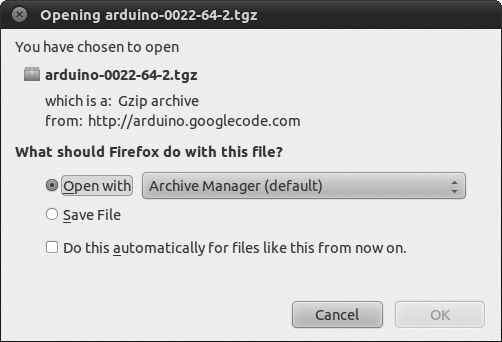 Opening arduino-0022-64-2.tgz
You have chosen to open
arduino-0022-64-2.tgz
which is a: Gzip archive
from: http://arduino.googlecode.com
What should Firefox do with this file?
Open with Archive Manager (default)
Save File
Do this automatically for files like this from now on.
Cancel OK